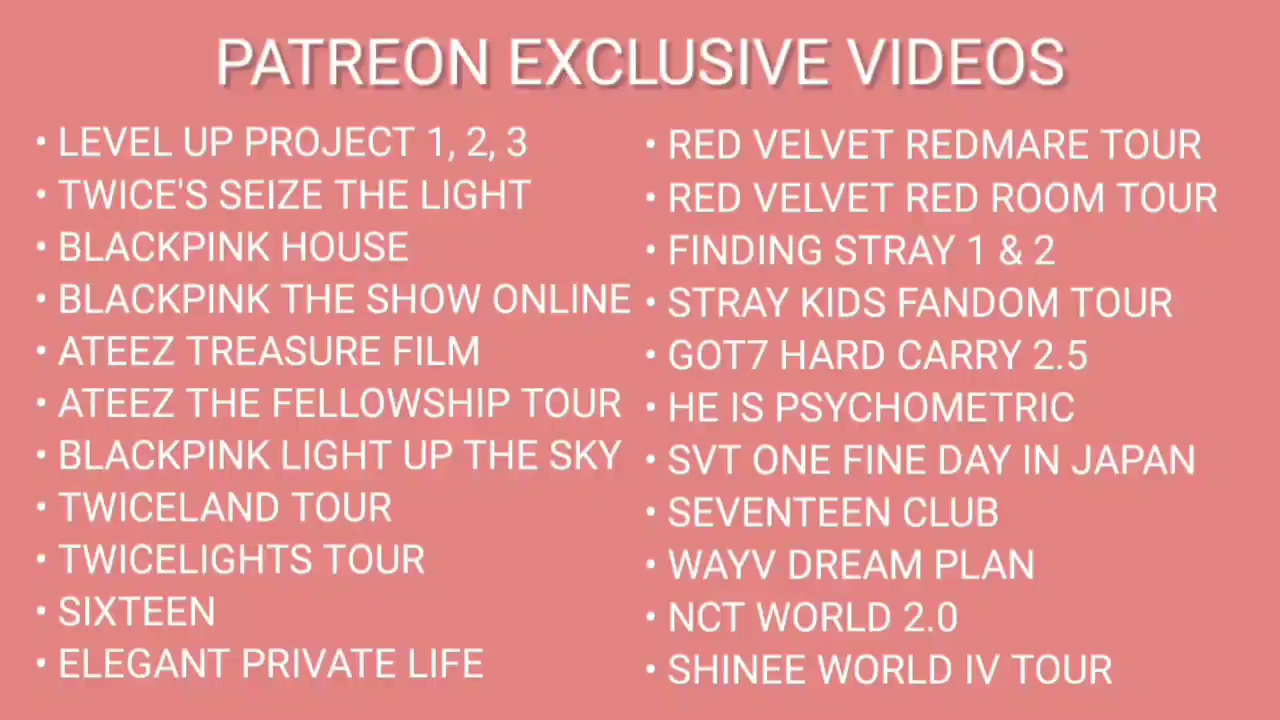 PATREON EXCLUSIVE VIDEOS
• LEVEL UP PROJECT 1, 2, 3
• TWICE'S SEIZE THE LIGHT
• BLACKPINK HOUSE
• BLACKPINK THE SHOW ONLINE
• ATEEZ TREASURE FILM
• ATEEZ THE FELLOWSHIP TOUR
• BLACKPINK LIGHT UP THE SKY
• TWICELAND TOUR
• TWICELIGHTS TOUR
• SIXTEEN
• ELEGANT PRIVATE LIFE
• RED VELVET REDMARE TOUR
• RED VELVET RED ROOM TOUR
• FINDING STRAY 1 & 2
• STRAY KIDS FANDOM TOUR
• GOT7 HARD CARRY 2.5
• HE IS PSYCHOMETRIC
• SVT ONE FINE DAY IN JAPAN
• SEVENTEEN CLUB
• WAYV DREAM PLAN
• NCT WORLD 2.0
• SHINEE WORLD IV TOUR